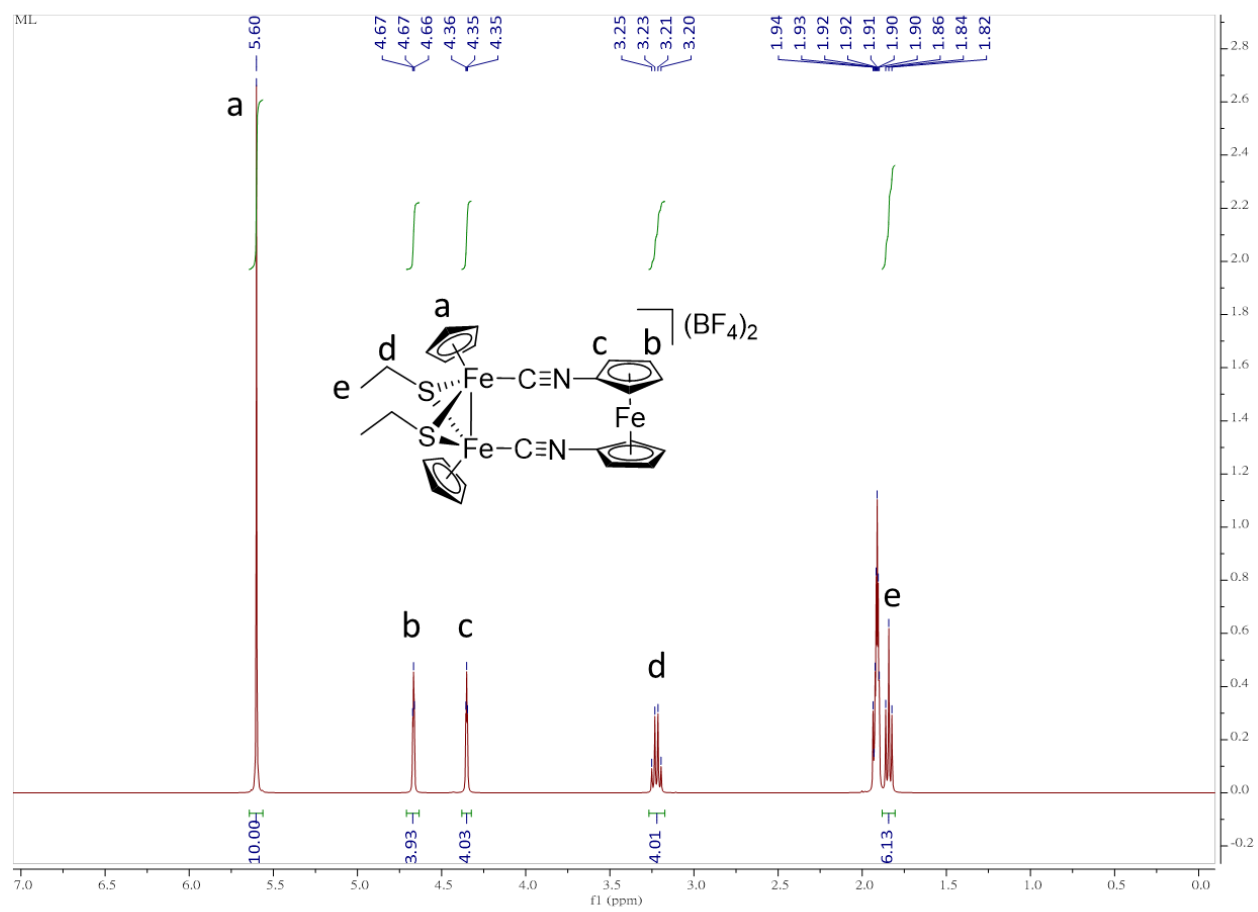 ML
5.60
4.67
4.67
4.66
4.36
4.35
4.35
3.25
3.23
3.21
3.20
1.94
1.93
1.92
1.92
1.91
1.90
1.90
1.86
1.84
1.82
a
b
c
d
e
a
d
e
S
S
Fe
Fe
C≡N
C≡N
c
b
Fe
(BF4)2
10.00
3.93
4.03
4.01
6.13
2.8
2.6
2.4
2.2
2.0
1.8
1.6
1.4
1.2
1.0
0.8
0.6
0.4
0.2
0.0
-0.2
7.0 6.5 6.0 5.5 5.0 4.5 4.0 3.5 3.0 2.5 2.0 1.5 1.0 0.5 0.0
f1 (ppm)